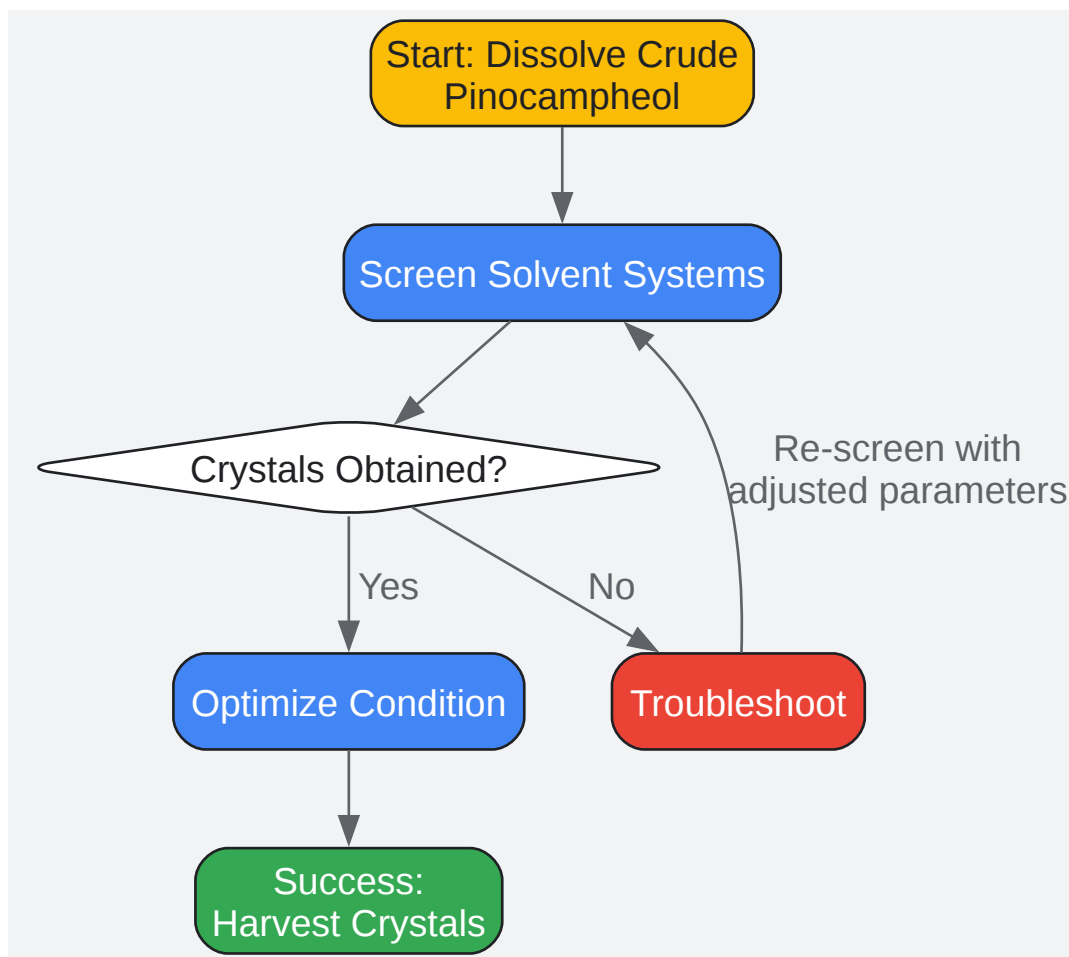 Start: Dissolve Crude
Pinocampheol
Screen Solvent Systems
Crystals Obtained?
Re-screen with
adjusted parameters
Yes
No
Optimize Condition
Troubleshoot
Success:
Harvest Crystals